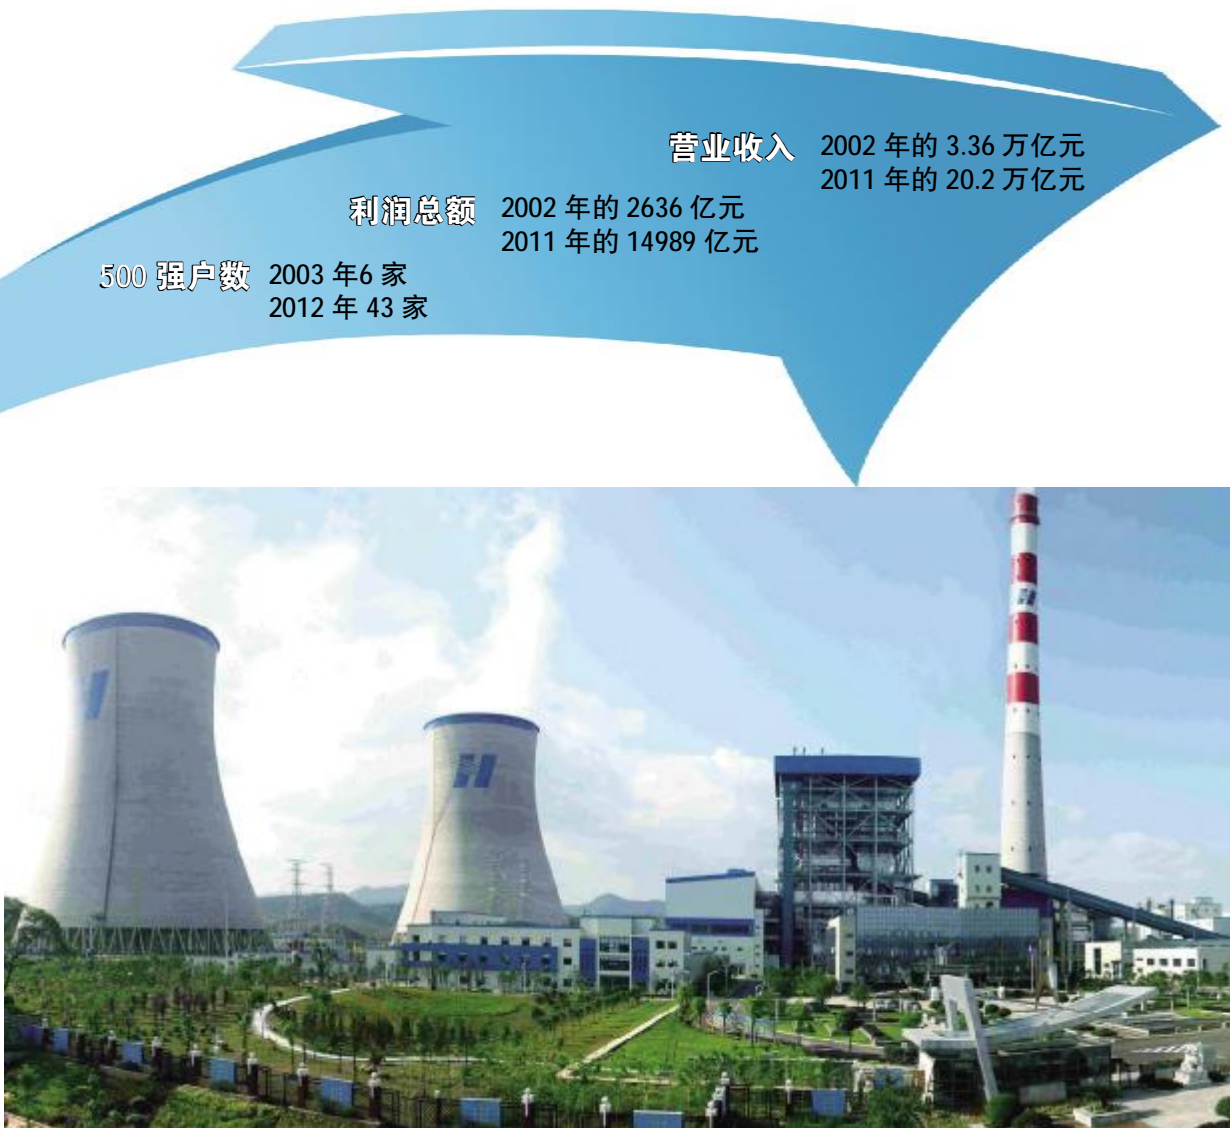 营业收入 2002 年的 3.36 万亿元
2011 年的 20.2 万亿元
利润总额 2002 年的 2636 亿元
2011 年的 14989 亿元
500 强户数 2003 年6 家
2012 年 43 家